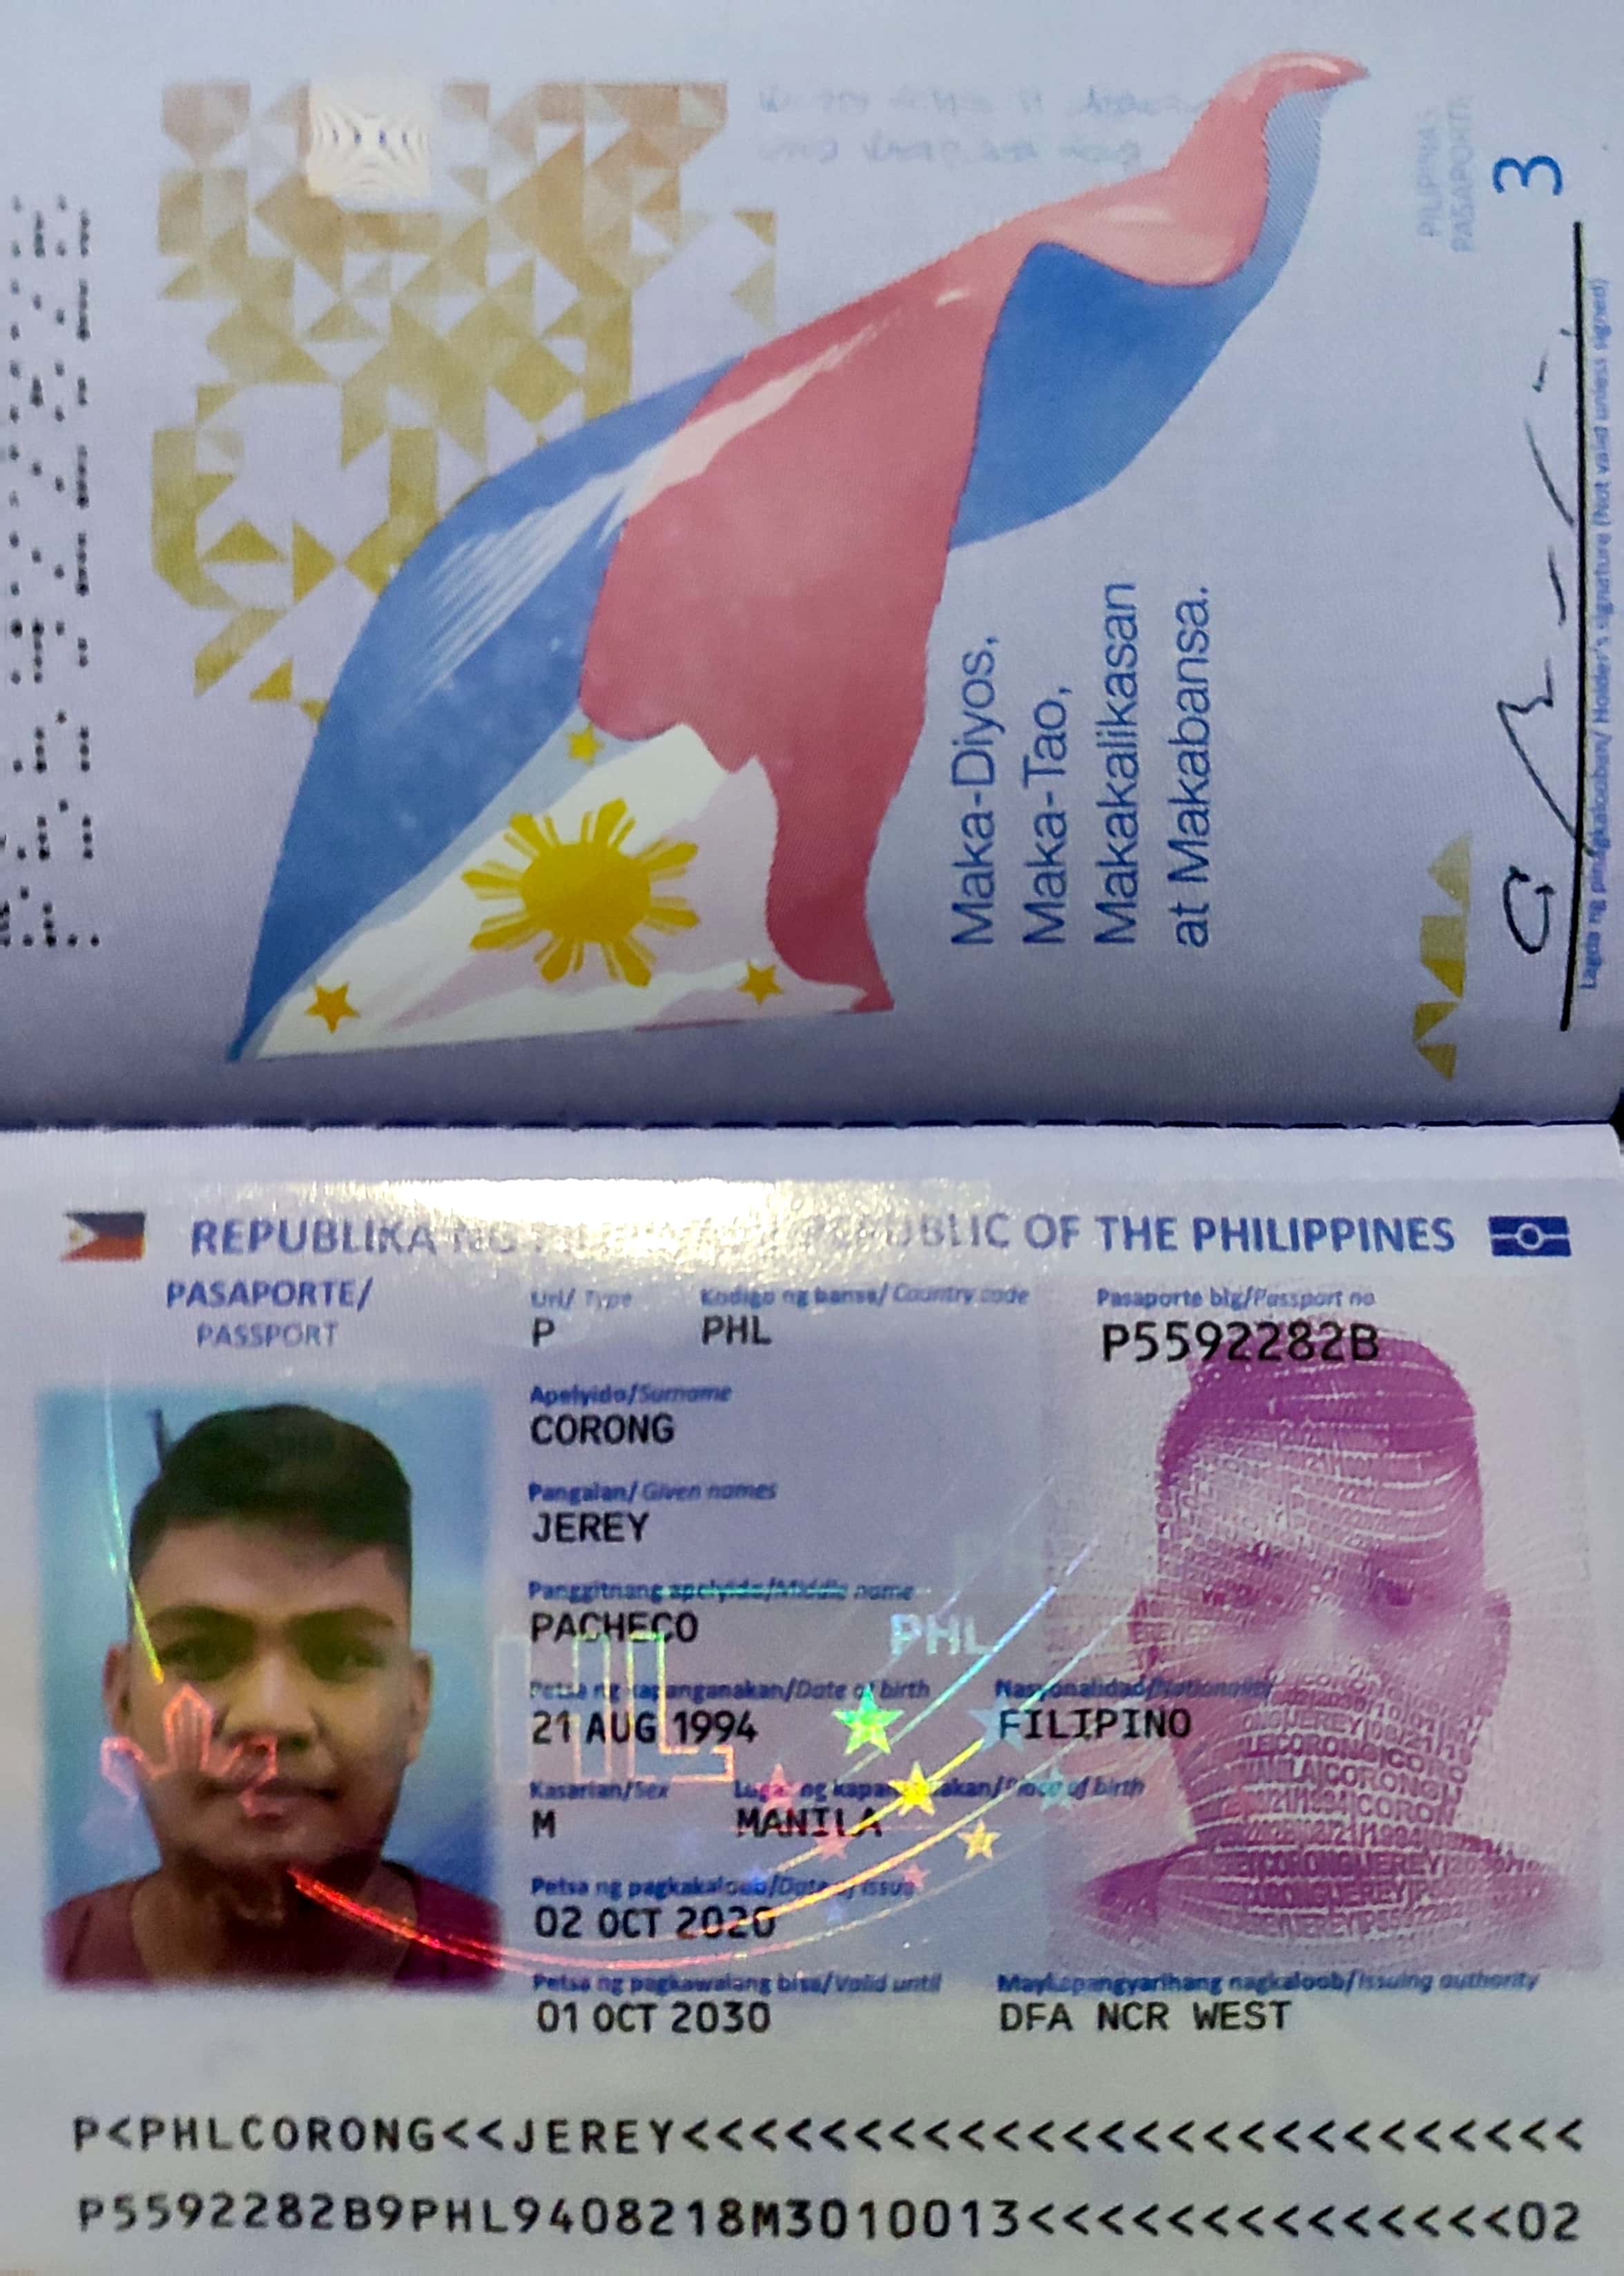 Maka-Diyos,
Maka-Tao,
Makakalikasan
at Makabansa.
PILIPINAS
PASAPORTE
3
Lagda ng pinagkalooban/ Holder's signature (Not valid unless signed)
REPUBLIKA NG REPUBLIC OF THE PHILIPPINES
PASAPORTE/
PASSPORT
Uri/ Type
P
Kodigo ng bansa/ Country code
PHL
Pasaporte blg/Passport no
P5592282B
Apelyido/Surname
CORONG
Pangalan/ Given names
JEREY
Panggitnang apelyido/Middle name
PACHECO
PHL
Petsa ng kapanganakan/Date of birth
21 AUG 1994
Nasyonalidad/Nationality
FILIPINO
Kasarian/Sex
M
Lugar ng kapanganakan/Place of birth
MANILA
Petsa ng pagkakaloob/Date of issue
02 OCT 2020
Petsa ng pagkawalang bisa/Valid until
01 OCT 2030
Maykapangyarihang nagkaloob/Issuing authority
DFA NCR WEST
P<PHLCORONG<<JEREY<<<<<<<<<<<<<<<<<<<<<<<<<<
P5592282B9PHL9408218M3010013<<<<<<<<<<<<<<02